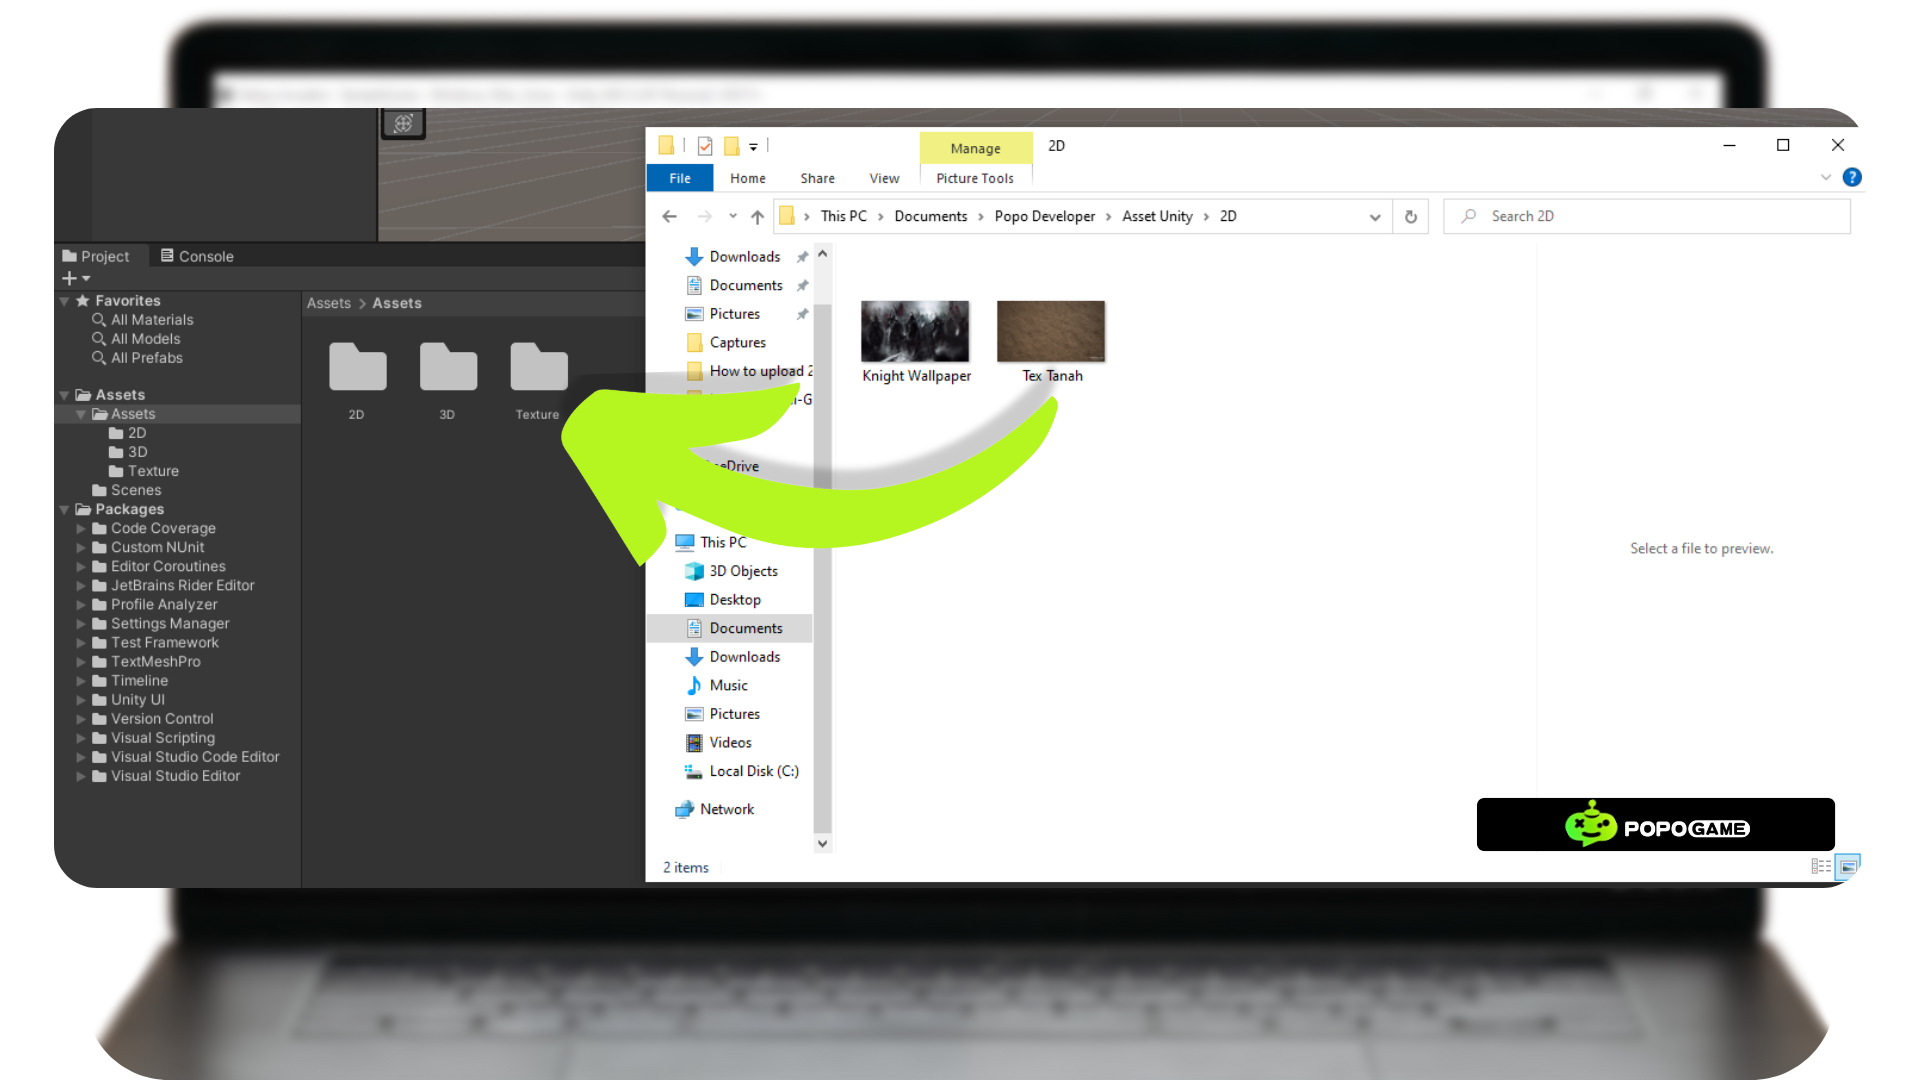 Project
Console
Favorites
All Materials
All Models
All Prefabs
Assets
Assets
2D
3D
Texture
Scenes
Packages
Code Coverage
Custom NUnit
Editor Coroutines
JetBrains Rider Editor
Profile Analyzer
Settings Manager
Test Framework
TextMeshPro
Timeline
Unity UI
Version Control
Visual Scripting
Visual Studio Code Editor
Visual Studio Editor
Assets > Assets
2D
3D
Texture
Manage
2D
File
Home
Share
View
Picture Tools
This PC > Documents > Popo Developer > Asset Unity > 2D
Search 2D
Downloads
Documents
Pictures
Captures
How to upload 2
This PC
3D Objects
Desktop
Documents
Downloads
Music
Pictures
Videos
Local Disk (C:)
Network
Knight Wallpaper
Tex Tanah
Select a file to preview.
2 items
POPOGAME